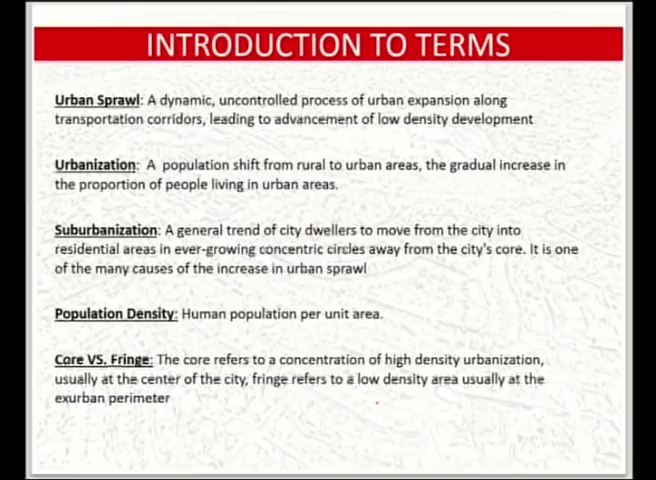 INTRODUCTION TO TERMS
Urban Sprawl: A dynamic, uncontrolled process of urban expansion along
transportation corridors, leading to advancement of low density development
Urbanization: A population shift from rural to urban areas, the gradual increase in
the proportion of people living in urban areas.
Suburbanization: A general trend of city dwellers to move from the city into
residential areas in ever-growing concentric circles away from the city's core. It is one
of the many causes of the increase in urban sprawl
Population Density: Human population per unit area.
Core VS. Fringe: The core refers to a concentration of high density urbanization,
usually at the center of the city, fringe refers to a low density area usually at the
exurban perimeter